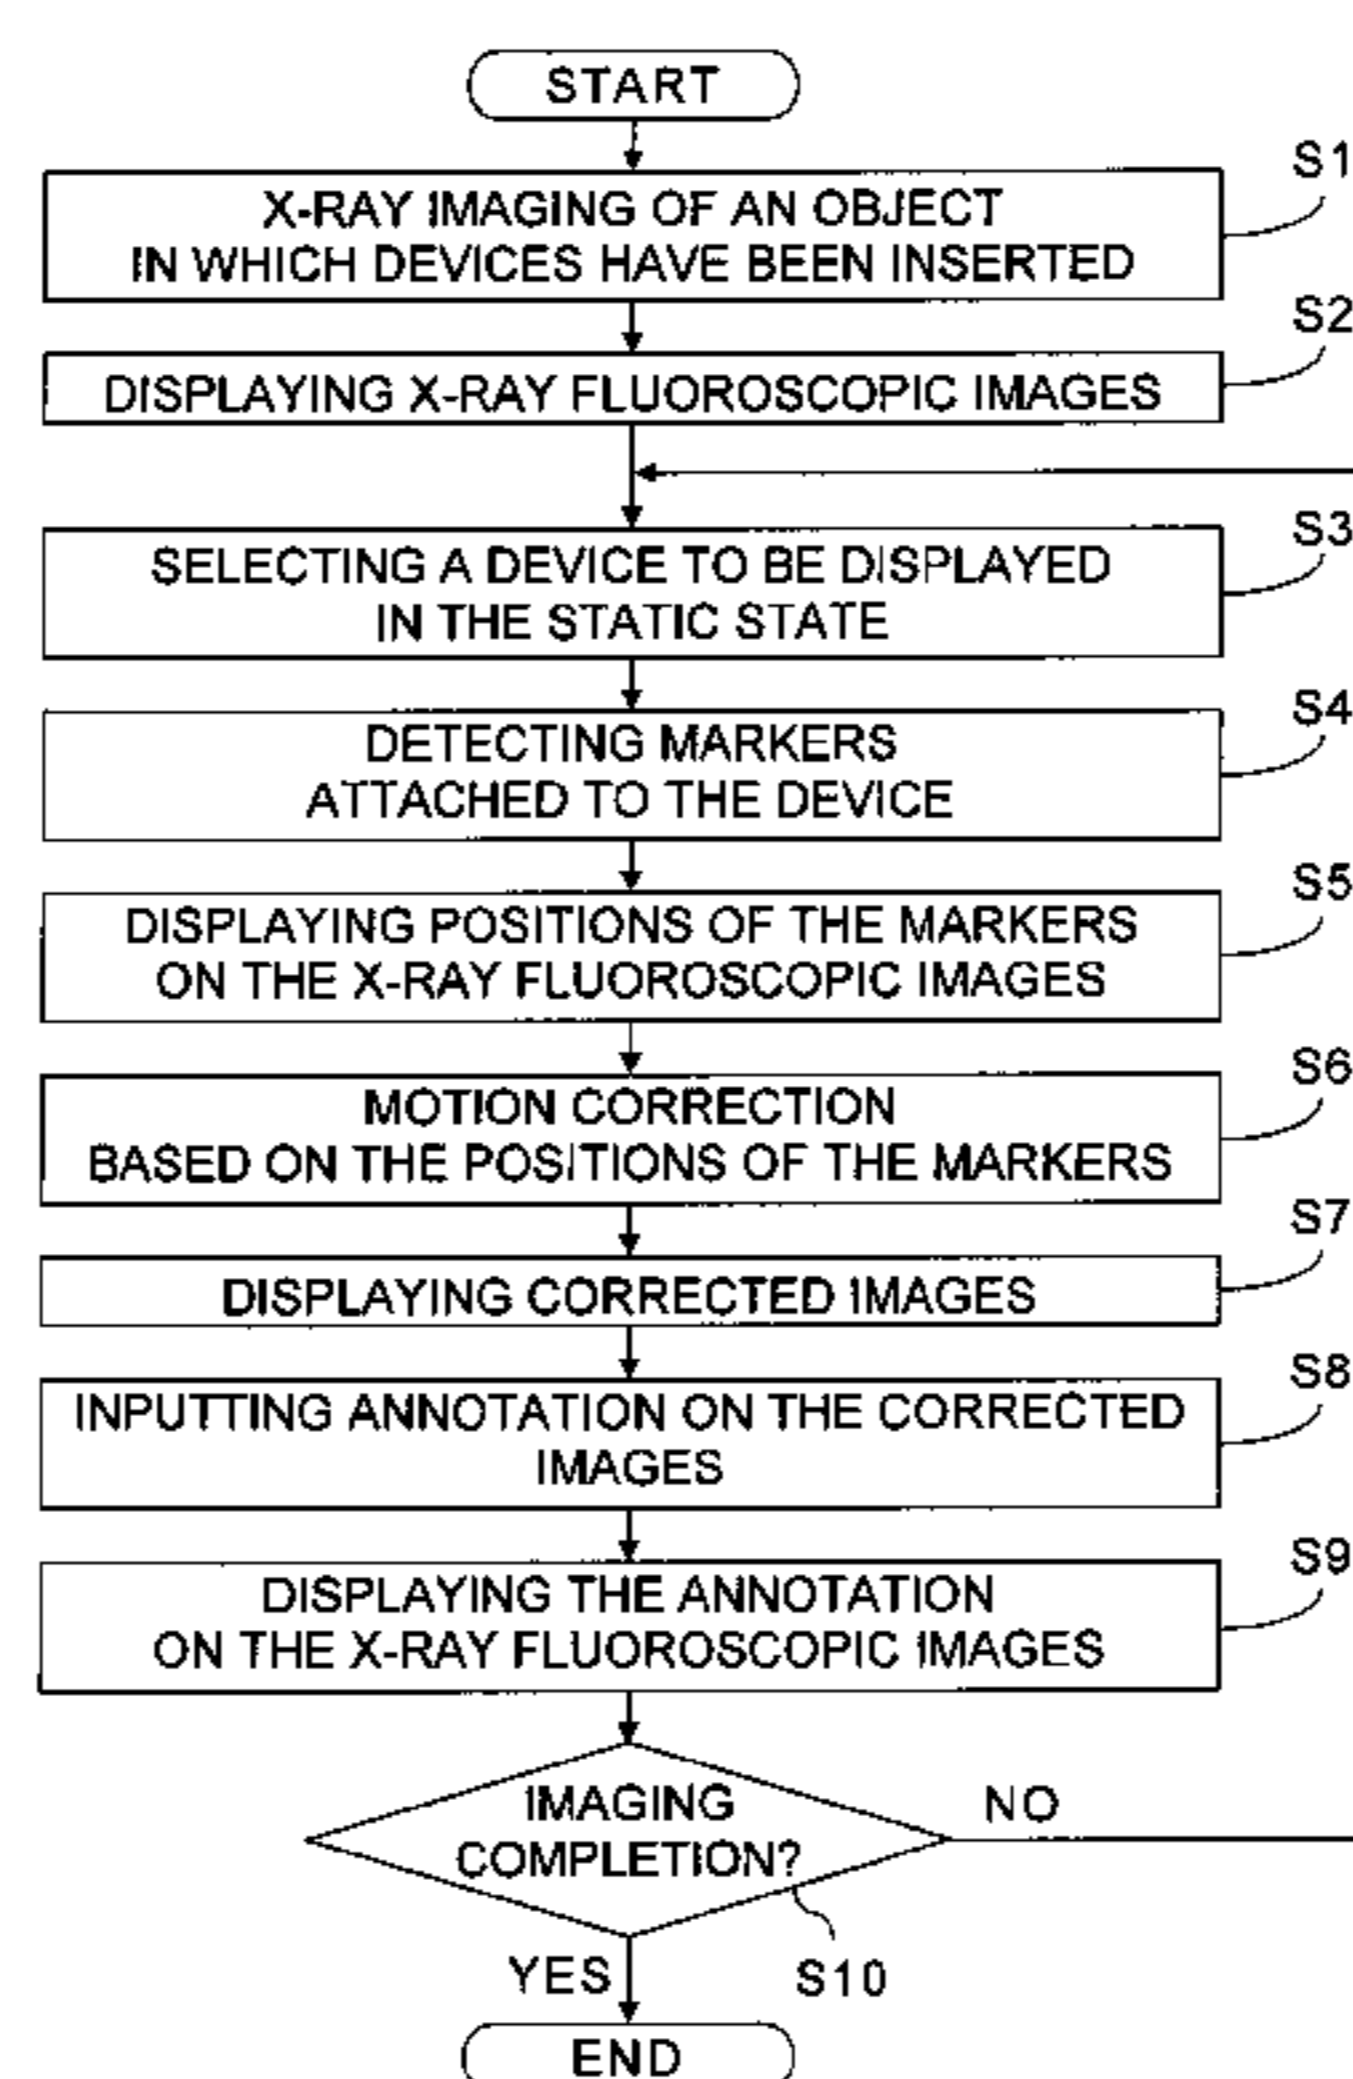 START
S1
X-RAY IMAGING OF AN OBJECT
IN WHICH DEVICES HAVE BEEN INSERTED
S2
DISPLAYING X-RAY FLUOROSCOPIC IMAGES
S3
SELECTING A DEVICE TO BE DISPLAYED
IN THE STATIC STATE
S4
DETECTING MARKERS
ATTACHED TO THE DEVICE
S5
DISPLAYING POSITIONS OF THE MARKERS
ON THE X-RAY FLUOROSCOPIC IMAGES
S6
MOTION CORRECTION
BASED ON THE POSITIONS OF THE MARKERS
S7
DISPLAYING CORRECTED IMAGES
S8
INPUTTING ANNOTATION ON THE CORRECTED
IMAGES
S9
DISPLAYING THE ANNOTATION
ON THE X-RAY FLUOROSCOPIC IMAGES
IMAGING
COMPLETION?
NO
YES
S10
END